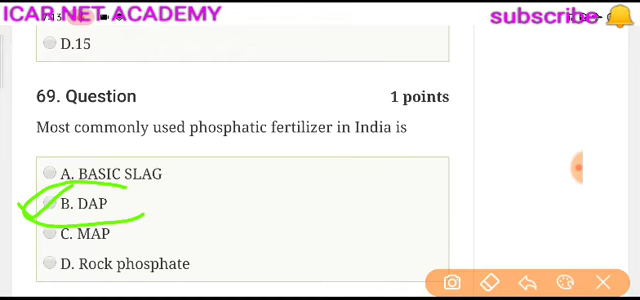 ICAR NET ACADEMY
subscribe
D.15
69. Question 1 points
Most commonly used phosphatic fertilizer in India is
A. BASIC SLAG
B. DAP
C. MAP
D. Rock phosphate